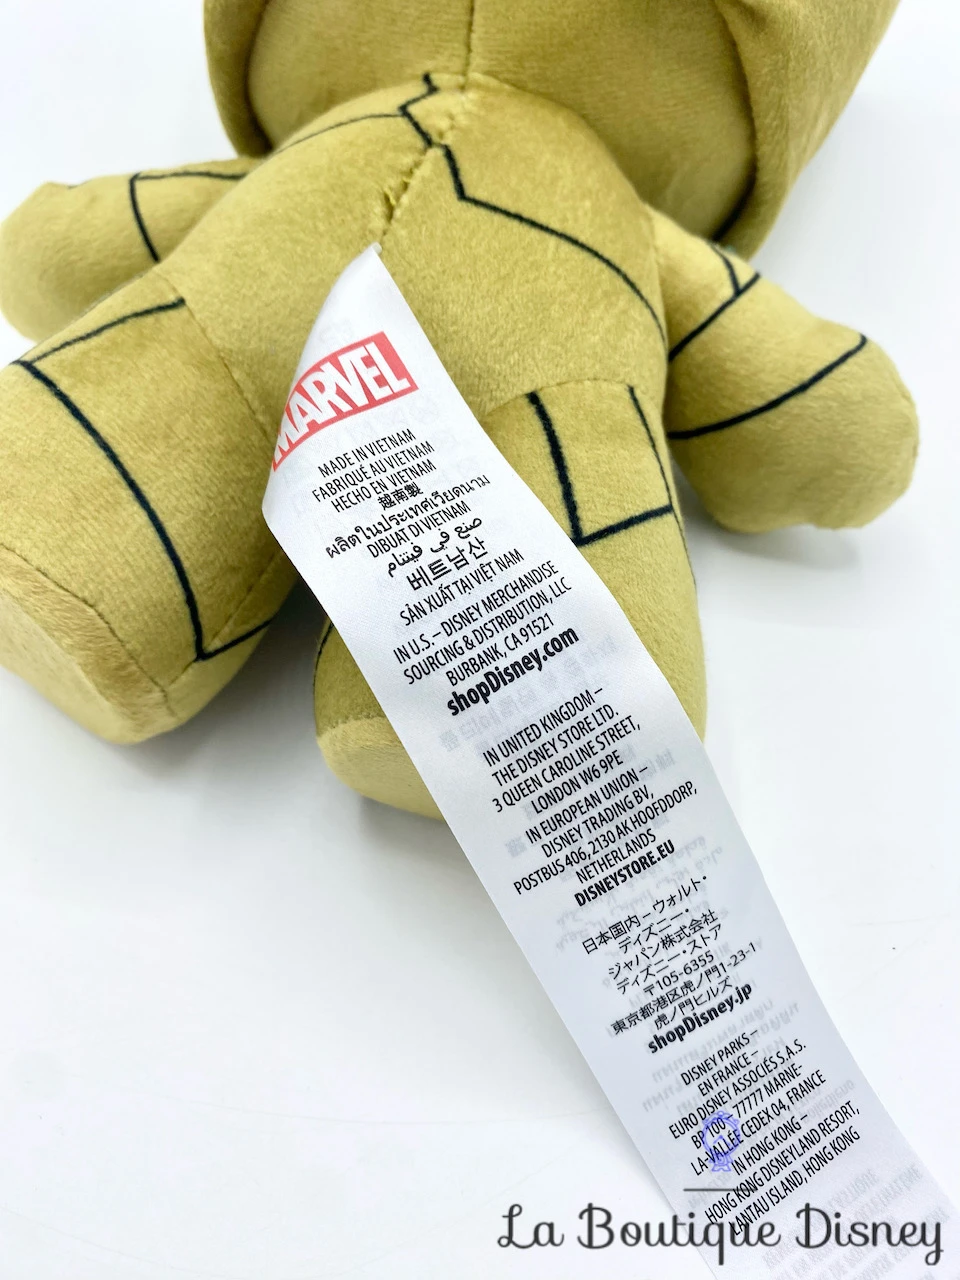 MARVEL
MADE IN VIETNAM
FABRIQUÉ AU VIETNAM
HECHO EN VIETNAM
越南製
ผลิตในประเทศเวียดนาม
DIBUAT DI VIETNAM
صنع في فيتنام
베트남산
SẢN XUẤT TẠI VIỆT NAM
IN U.S. – DISNEY MERCHANDISE
SOURCING & DISTRIBUTION, LLC
BURBANK, CA 91521
shopDisney.com
IN UNITED KINGDOM –
THE DISNEY STORE LTD.
3 QUEEN CAROLINE STREET,
LONDON W6 9PE
IN EUROPEAN UNION –
DISNEY TRADING BV,
POSTBUS 406, 2130 AK HOOFDDORP,
NETHERLANDS
DISNEYSTORE.EU
日本国内 – ウォルト・
ディズニー・
ジャパン株式会社
ディズニー・ストア
〒105-6355
東京都港区虎ノ門1-23-1
虎ノ門ヒルズ
shopDisney.jp
DISNEY PARKS –
EN FRANCE –
EURO DISNEY ASSOCIÉS S.A.S.
BP 100 – 77777 MARNE-
LA-VALLÉE CEDEX 04, FRANCE
IN HONG KONG –
HONG KONG DISNEYLAND RESORT,
LANTAU ISLAND, HONG KONG
La Boutique Disney